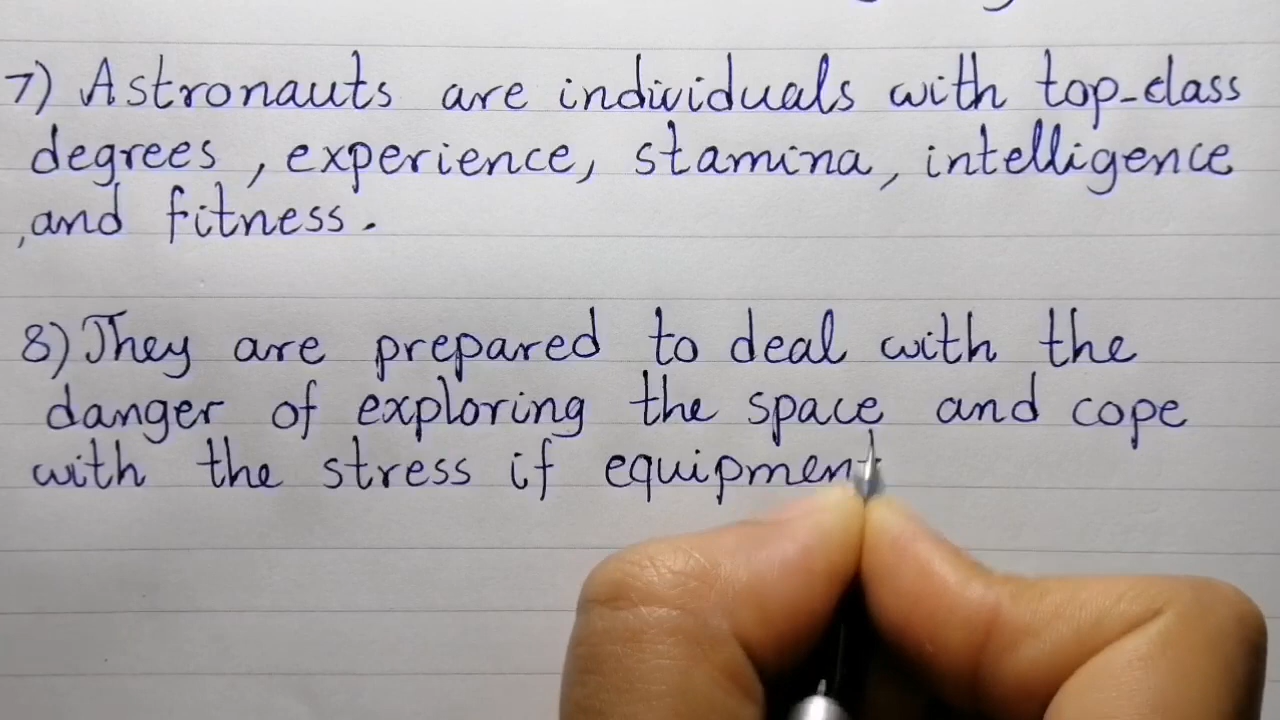 7) Astronauts are individuals with top-class
degrees, experience, stamina, intelligence
,and fitness.
8) They are prepared to deal with the
danger of exploring the space and cope
with the stress if equipment